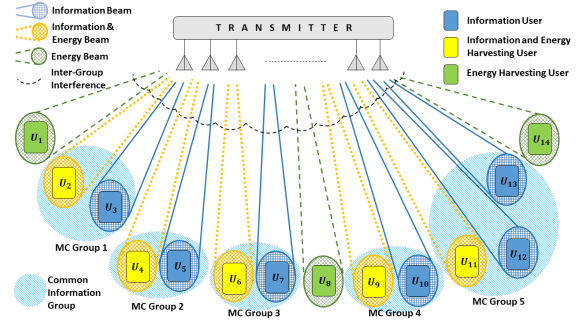 Information Beam
Information &
Energy Beam
Energy Beam
Inter-Group
Interference
TRANSMITTER
Information User
Information and Energy
Harvesting User
Energy Harvesting User
U1
U2
U3
MC Group 1
U4
U5
MC Group 2
U6
U7
MC Group 3
U8
U9
U10
MC Group 4
U11
U12
U13
MC Group 5
U14
Common
Information
Group